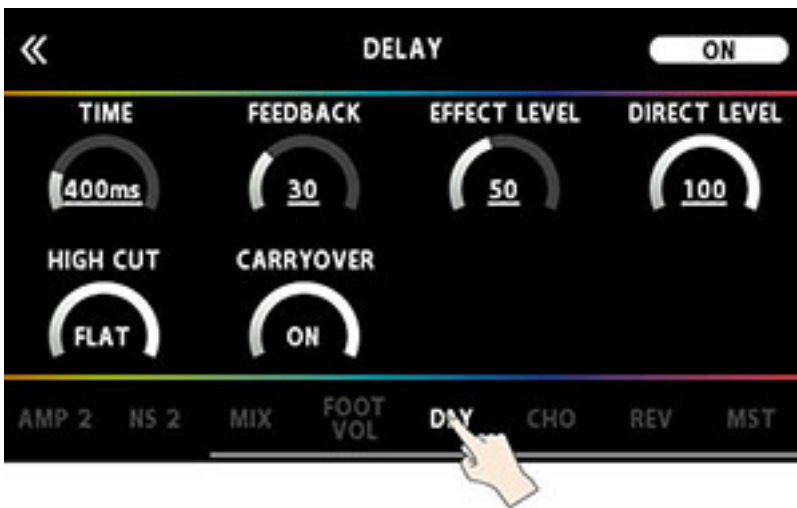 DELAY ON
TIME FEEDBACK EFFECT LEVEL DIRECT LEVEL
400ms 30 50 100
HIGH CUT CARRYOVER
FLAT ON
AMP 2 NS 2 MIX FOOT VOL DLY CHO REV MST